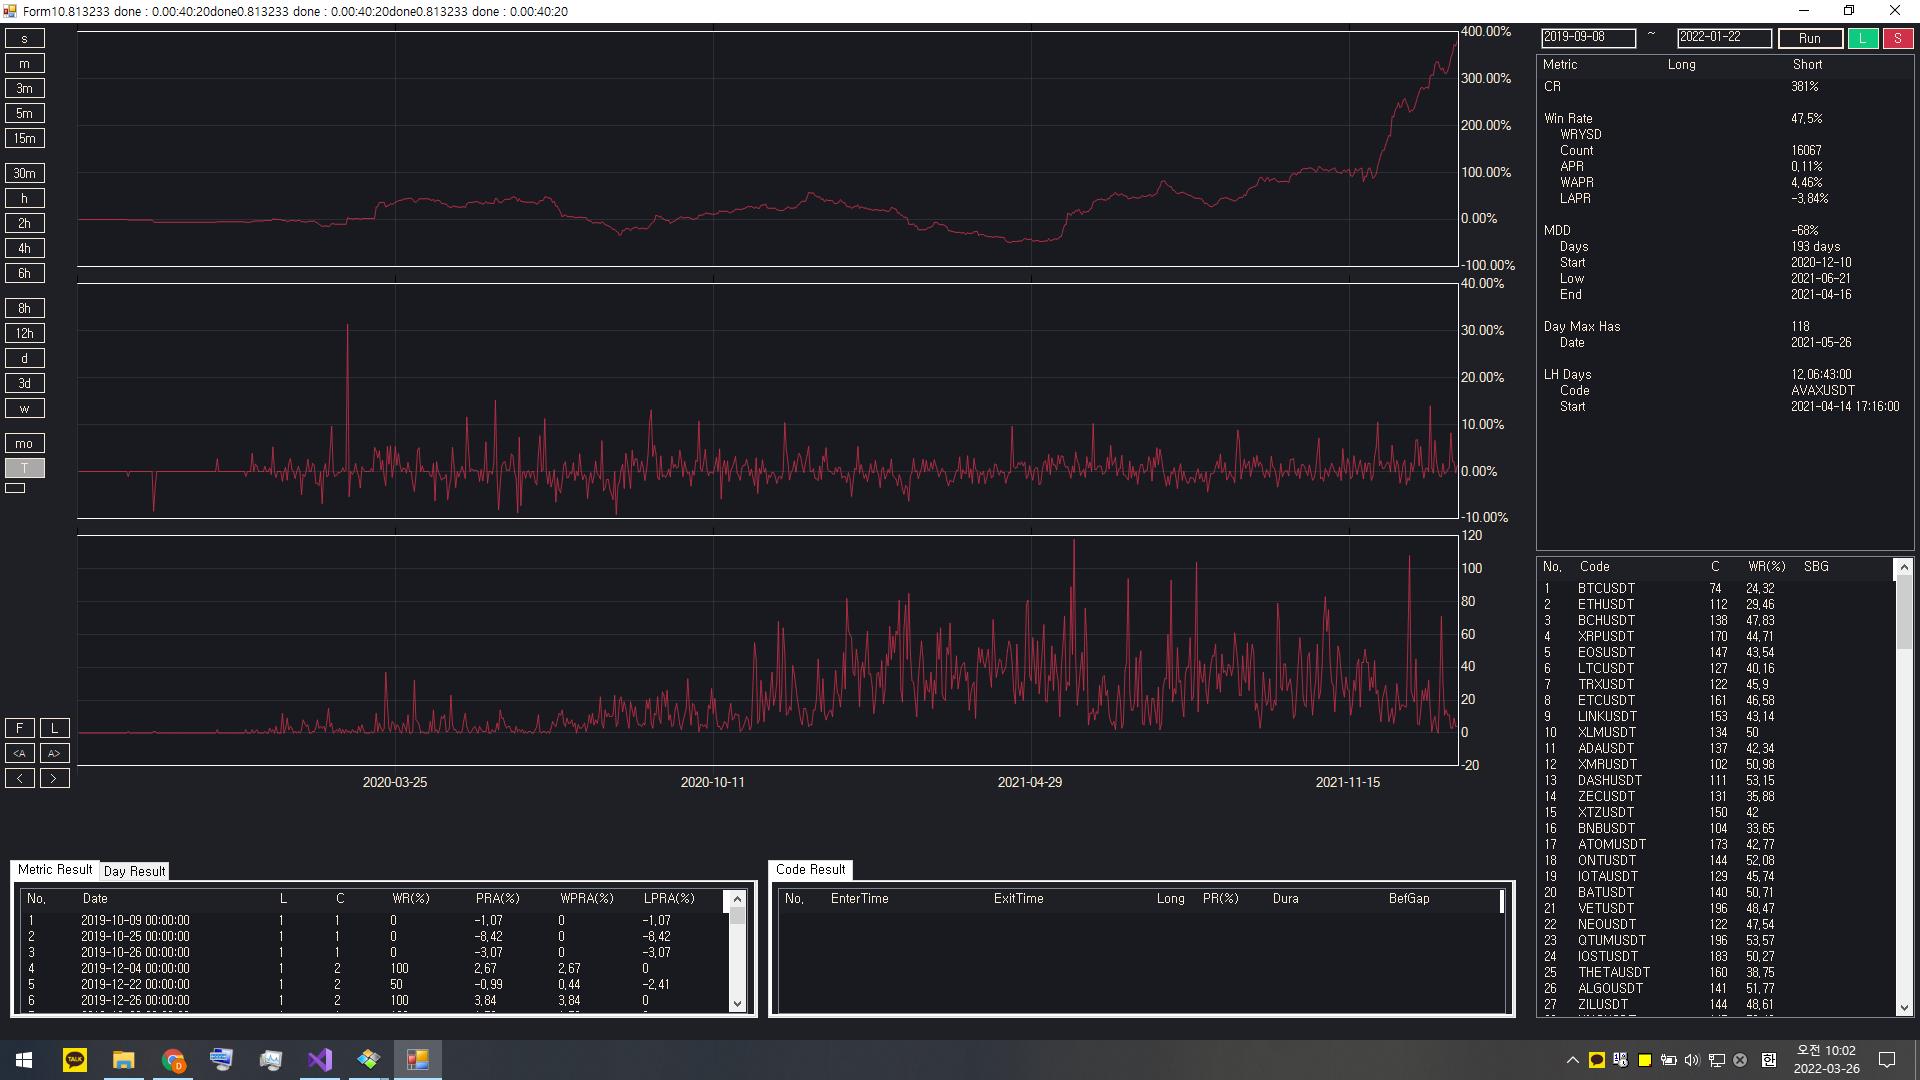 Form10.813233 done : 0.00:40:20done0.813233 done : 0.00:40:20done0.813233 done : 0.00:40:20
s
m
3m
5m
15m
30m
h
2h
4h
6h
8h
12h
d
3d
w
mo
T
F L
<A A>
< >
400.00%
300.00%
200.00%
100.00%
0.00%
-100.00%
40.00%
30.00%
20.00%
10.00%
0.00%
-10.00%
120
100
80
60
40
20
0
-20
2020-03-25 2020-10-11 2021-04-29 2021-11-15
2019-09-08 ~ 2022-01-22 Run L S
Metric Long Short
CR 381%
Win Rate 47,5%
WRYSD
Count 16067
APR 0,11%
WAPR 4,46%
LAPR -3,84%
MDD -68%
Days 193 days
Start 2020-12-10
Low 2021-06-21
End 2021-04-16
Day Max Has 118
Date 2021-05-26
LH Days 12,06:43:00
Code AVAXUSDT
Start 2021-04-14 17:16:00
No, Code C WR(%) SBG
1 BTCUSDT 74 24,32
2 ETHUSDT 112 29,46
3 BCHUSDT 138 47,83
4 XRPUSDT 170 44,71
5 EOSUSDT 147 43,54
6 LTCUSDT 127 40,16
7 TRXUSDT 122 45,9
8 ETCUSDT 161 46,58
9 LINKUSDT 153 43,14
10 XLMUSDT 134 50
11 ADAUSDT 137 42,34
12 XMRUSDT 102 50,98
13 DASHUSDT 111 53,15
14 ZECUSDT 131 35,88
15 XTZUSDT 150 42
16 BNBUSDT 104 33,65
17 ATOMUSDT 173 42,77
18 ONTUSDT 144 52,08
19 IOTAUSDT 129 45,74
20 BATUSDT 140 50,71
21 VETUSDT 196 48,47
22 NEOUSDT 122 47,54
23 QTUMUSDT 196 53,57
24 IOSTUSDT 183 50,27
25 THETAUSDT 160 38,75
26 ALGOUSDT 141 51,77
27 ZILUSDT 144 48,61
Metric Result Day Result
No, Date L C WR(%) PRA(%) WPRA(%) LPRA(%)
1 2019-10-09 00:00:00 1 1 0 -1,07 0 -1,07
2 2019-10-25 00:00:00 1 1 0 -8,42 0 -8,42
3 2019-10-26 00:00:00 1 1 0 -3,07 0 -3,07
4 2019-12-04 00:00:00 1 2 100 2,67 2,67 0
5 2019-12-22 00:00:00 1 2 50 -0,99 0,44 -2,41
6 2019-12-26 00:00:00 1 2 100 3,84 3,84 0
Code Result
No, EnterTime ExitTime Long PR(%) Dura BefGap
TALK
오전 10:02
2022-03-26